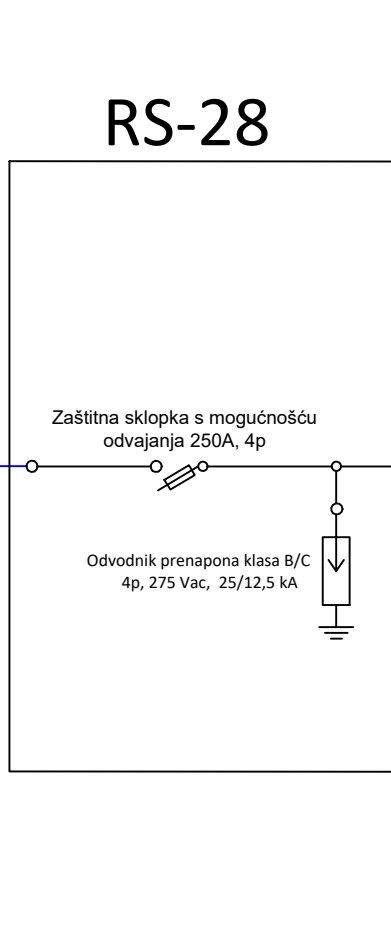 RS-28
Zaštitna sklopka s mogućnošću
odvajanja 250A, 4p
Odvodnik prenapona klasa B/C
4p, 275 Vac, 25/12,5 kA